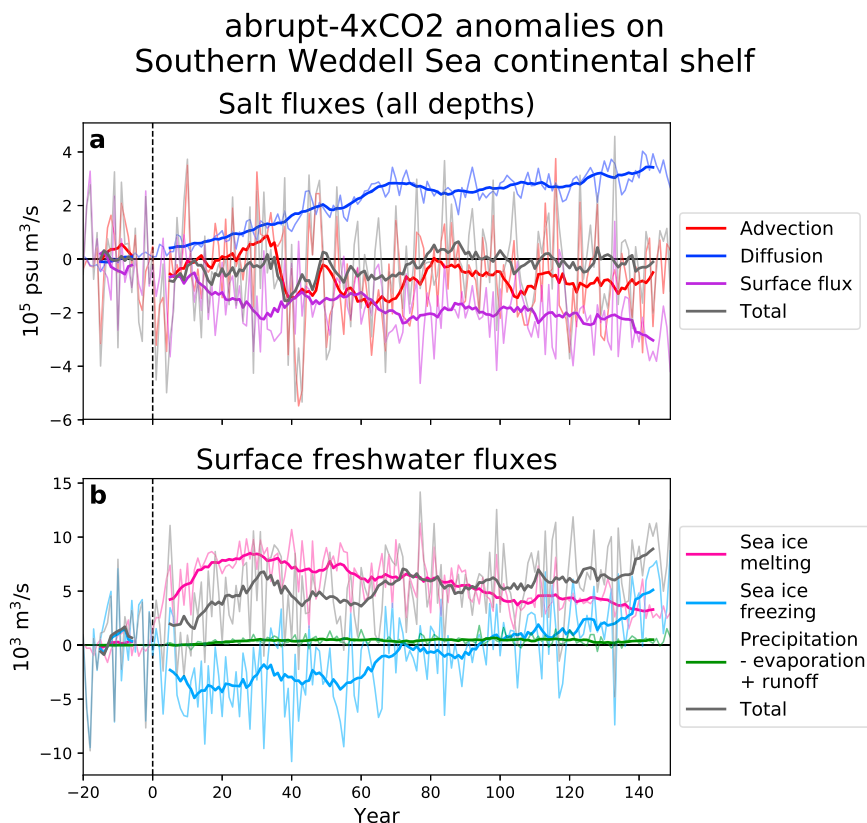 abrupt-4xCO2 anomalies on
Southern Weddell Sea continental shelf
Salt fluxes (all depths)
a
4
2
0
−2
−4
−6
10⁵ psu m³/s
Advection
Diffusion
Surface flux
Total
Surface freshwater fluxes
b
15
10
5
0
−5
−10
10³ m³/s
−20 0 20 40 60 80 100 120 140
Year
Sea ice
melting
Sea ice
freezing
Precipitation
- evaporation
+ runoff
Total